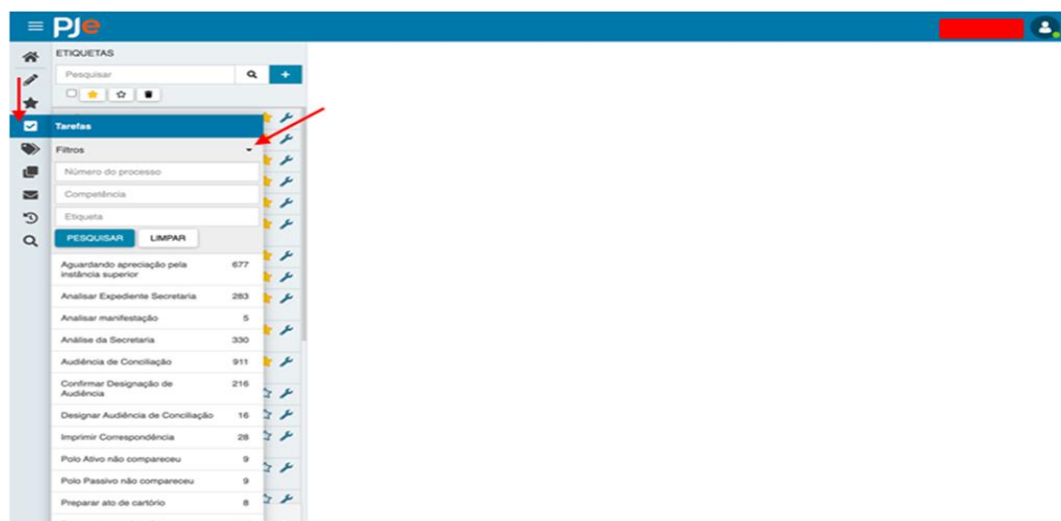 PJe
ETIQUETAS
Pesquisar
Tarefas
Filtros
Número do processo
Competência
Etiqueta
PESQUISAR LIMPAR
Aguardando apreciação pela 677
instância superior
Analisar Expediente Secretaria 283
Analisar manifestação 5
Análise da Secretaria 330
Audiência de Conciliação 911
Confirmar Designação de 216
Audiência
Designar Audiência de Conciliação 16
Imprimir Correspondência 28
Polo Ativo não compareceu 9
Polo Passivo não compareceu 9
Preparar ato de cartório 8